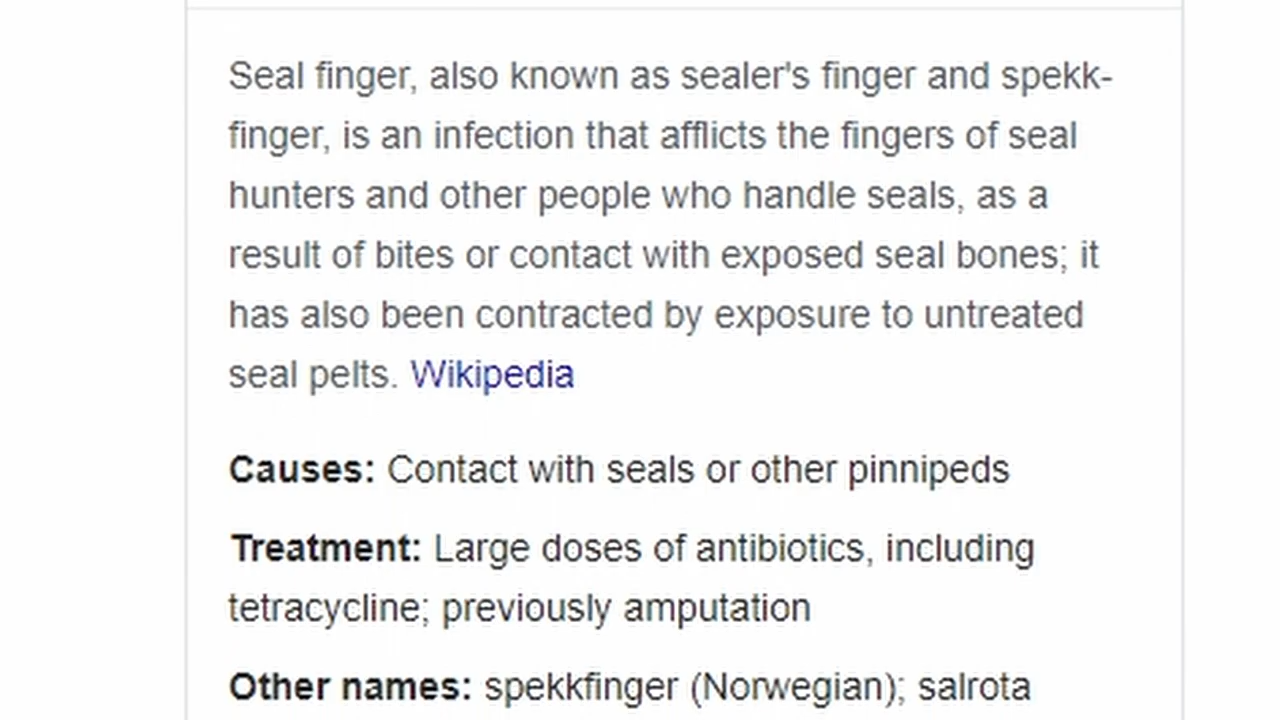 Seal finger, also known as sealer's finger and spekk-
finger, is an infection that afflicts the fingers of seal
hunters and other people who handle seals, as a
result of bites or contact with exposed seal bones; it
has also been contracted by exposure to untreated
seal pelts. Wikipedia
Causes: Contact with seals or other pinnipeds
Treatment: Large doses of antibiotics, including
tetracycline; previously amputation
Other names: spekkfinger (Norwegian); salrota